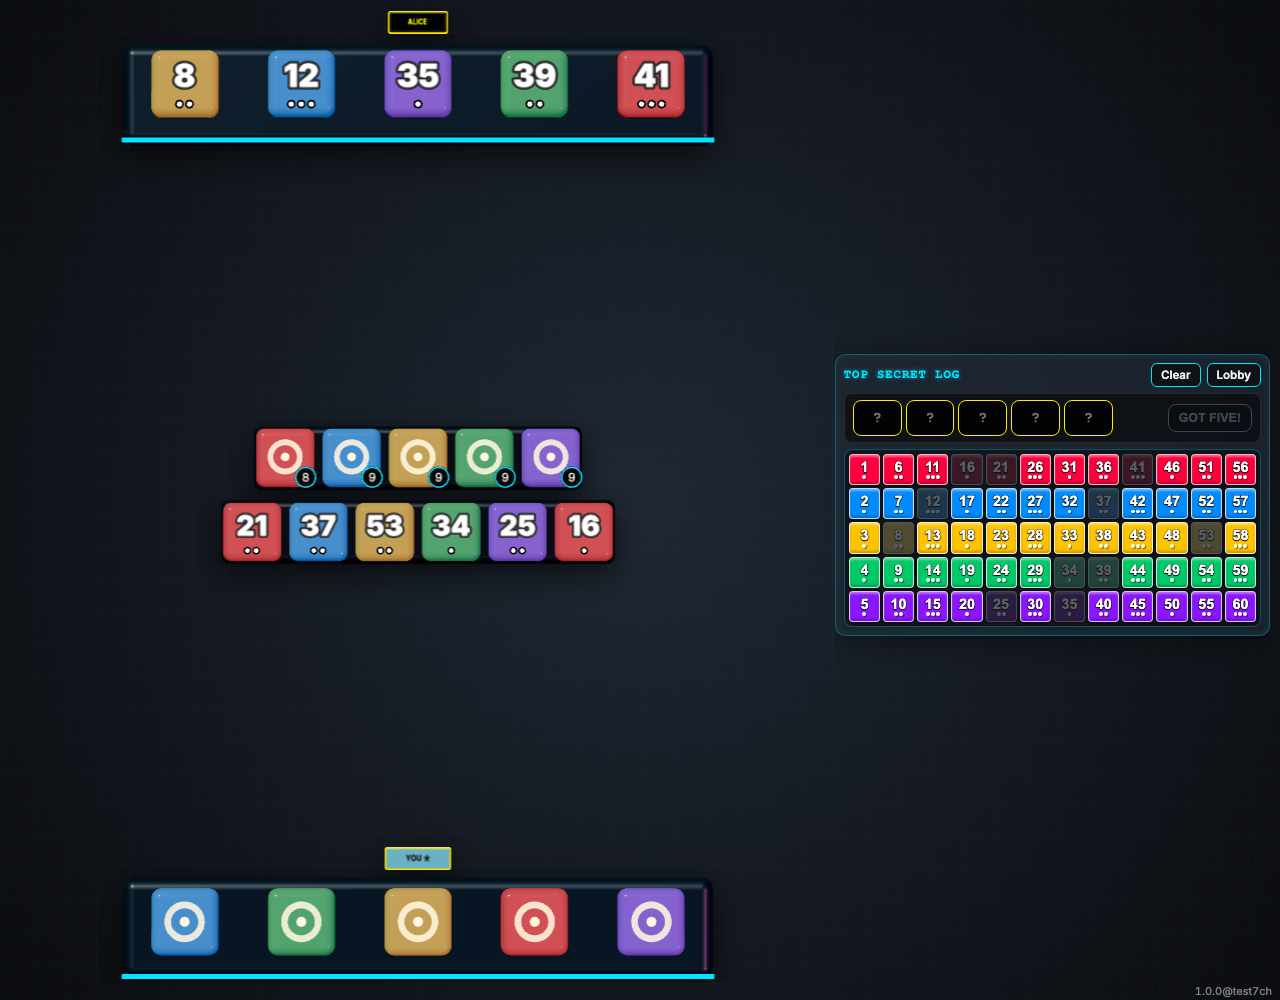 ALICE
8 12 35 39 41
TOP SECRET LOG Clear Lobby
? ? ? ? ? GOT FIVE!
8 9 9 9 9
21 37 53 34 25 16
1 6 11 16 21 26 31 36 41 46 51 56
2 7 12 17 22 27 32 37 42 47 52 57
3 8 13 18 23 28 33 38 43 48 53 58
4 9 14 19 24 29 34 39 44 49 54 59
5 10 15 20 25 30 35 40 45 50 55 60
YOU ★
1.0.0@test7ch